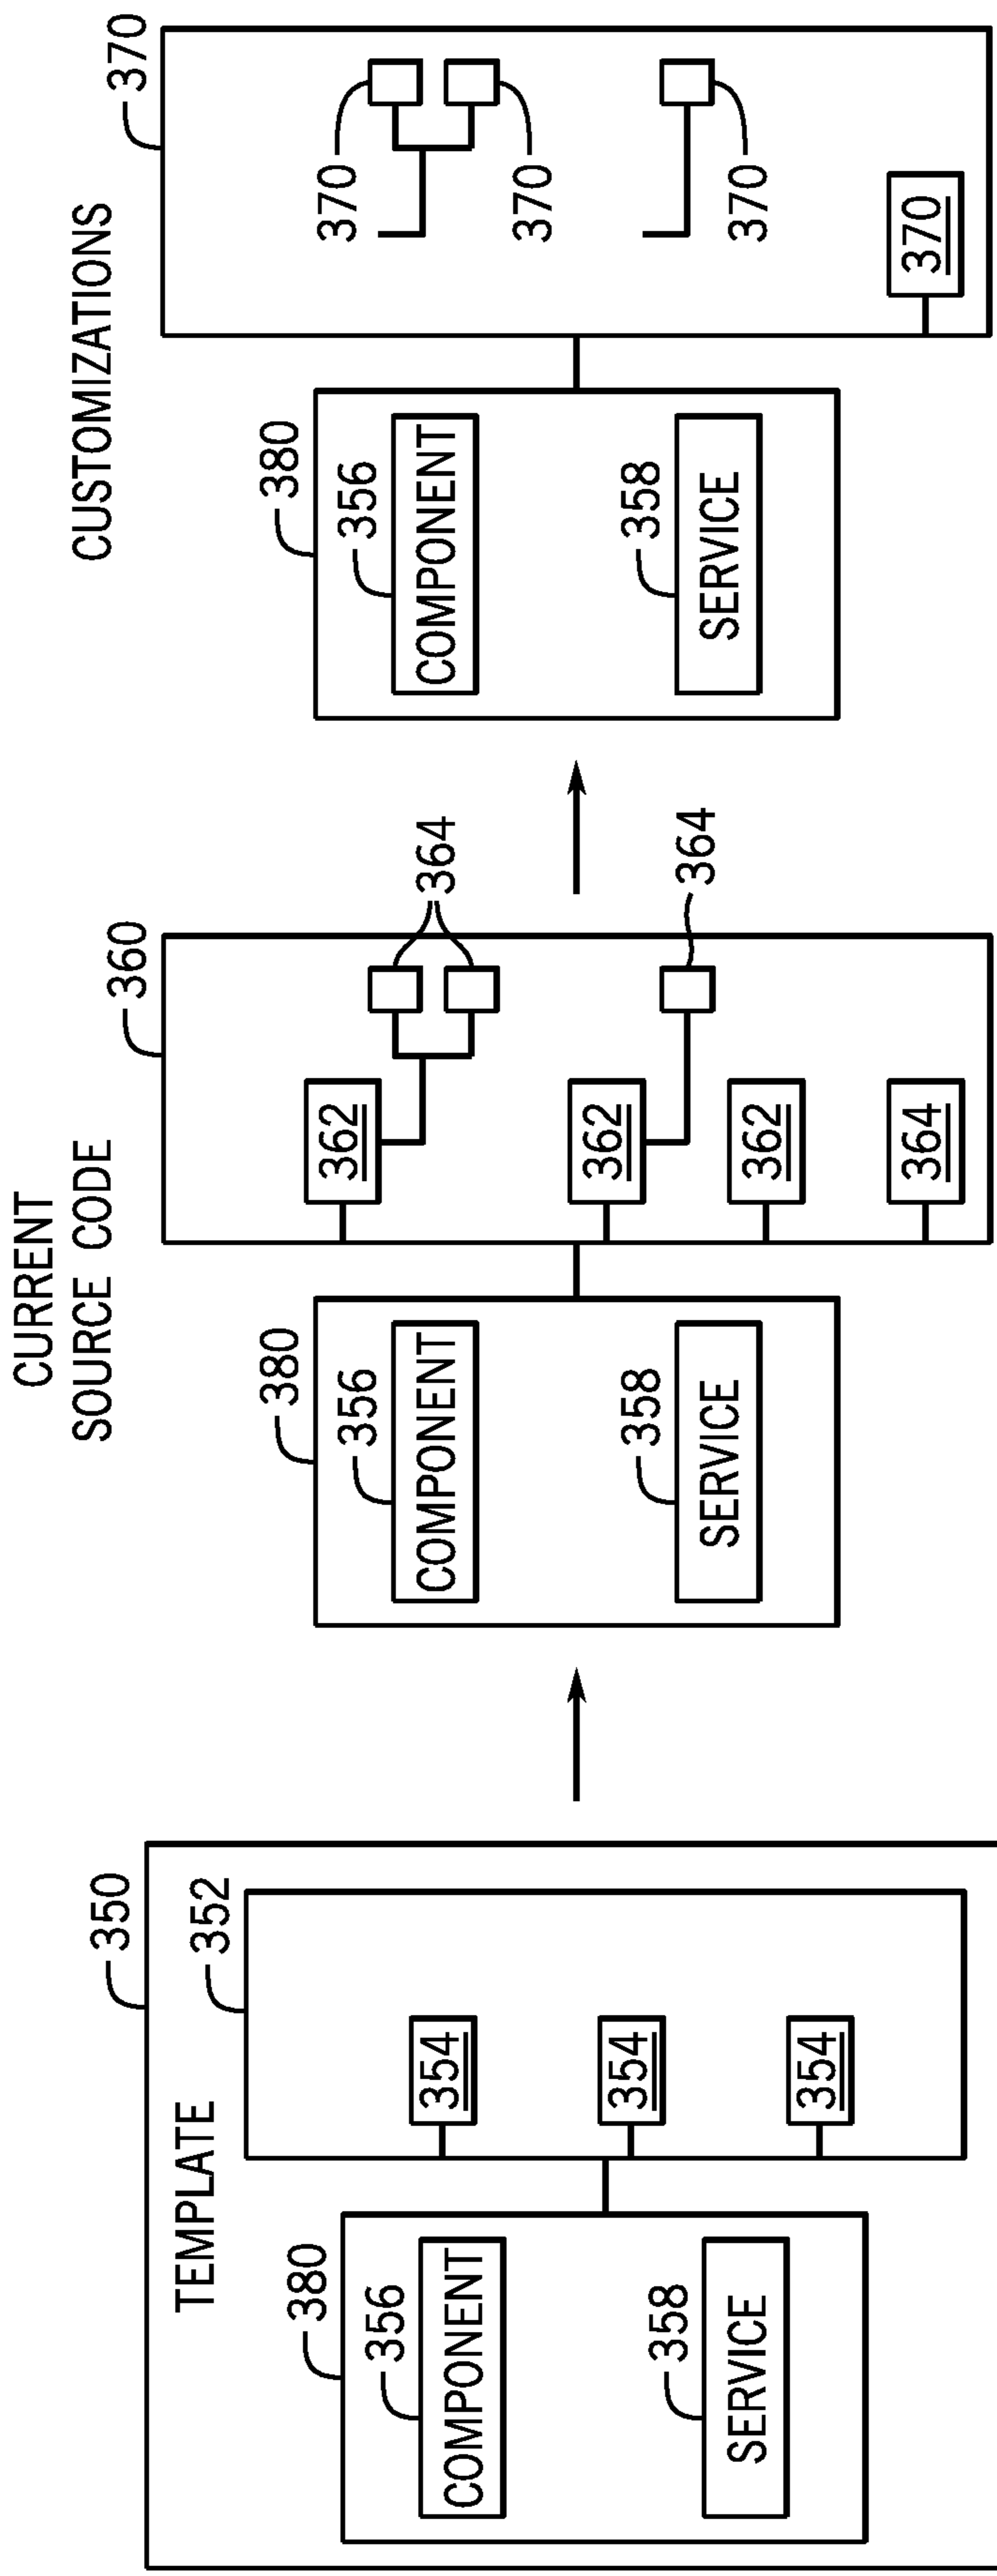 350
TEMPLATE
352
380
356
COMPONENT
358
SERVICE
354
354
354
CURRENT
SOURCE CODE
360
380
356
COMPONENT
358
SERVICE
362
362
362
364
364
364
CUSTOMIZATIONS
370
380
356
COMPONENT
358
SERVICE
370
370
370
370